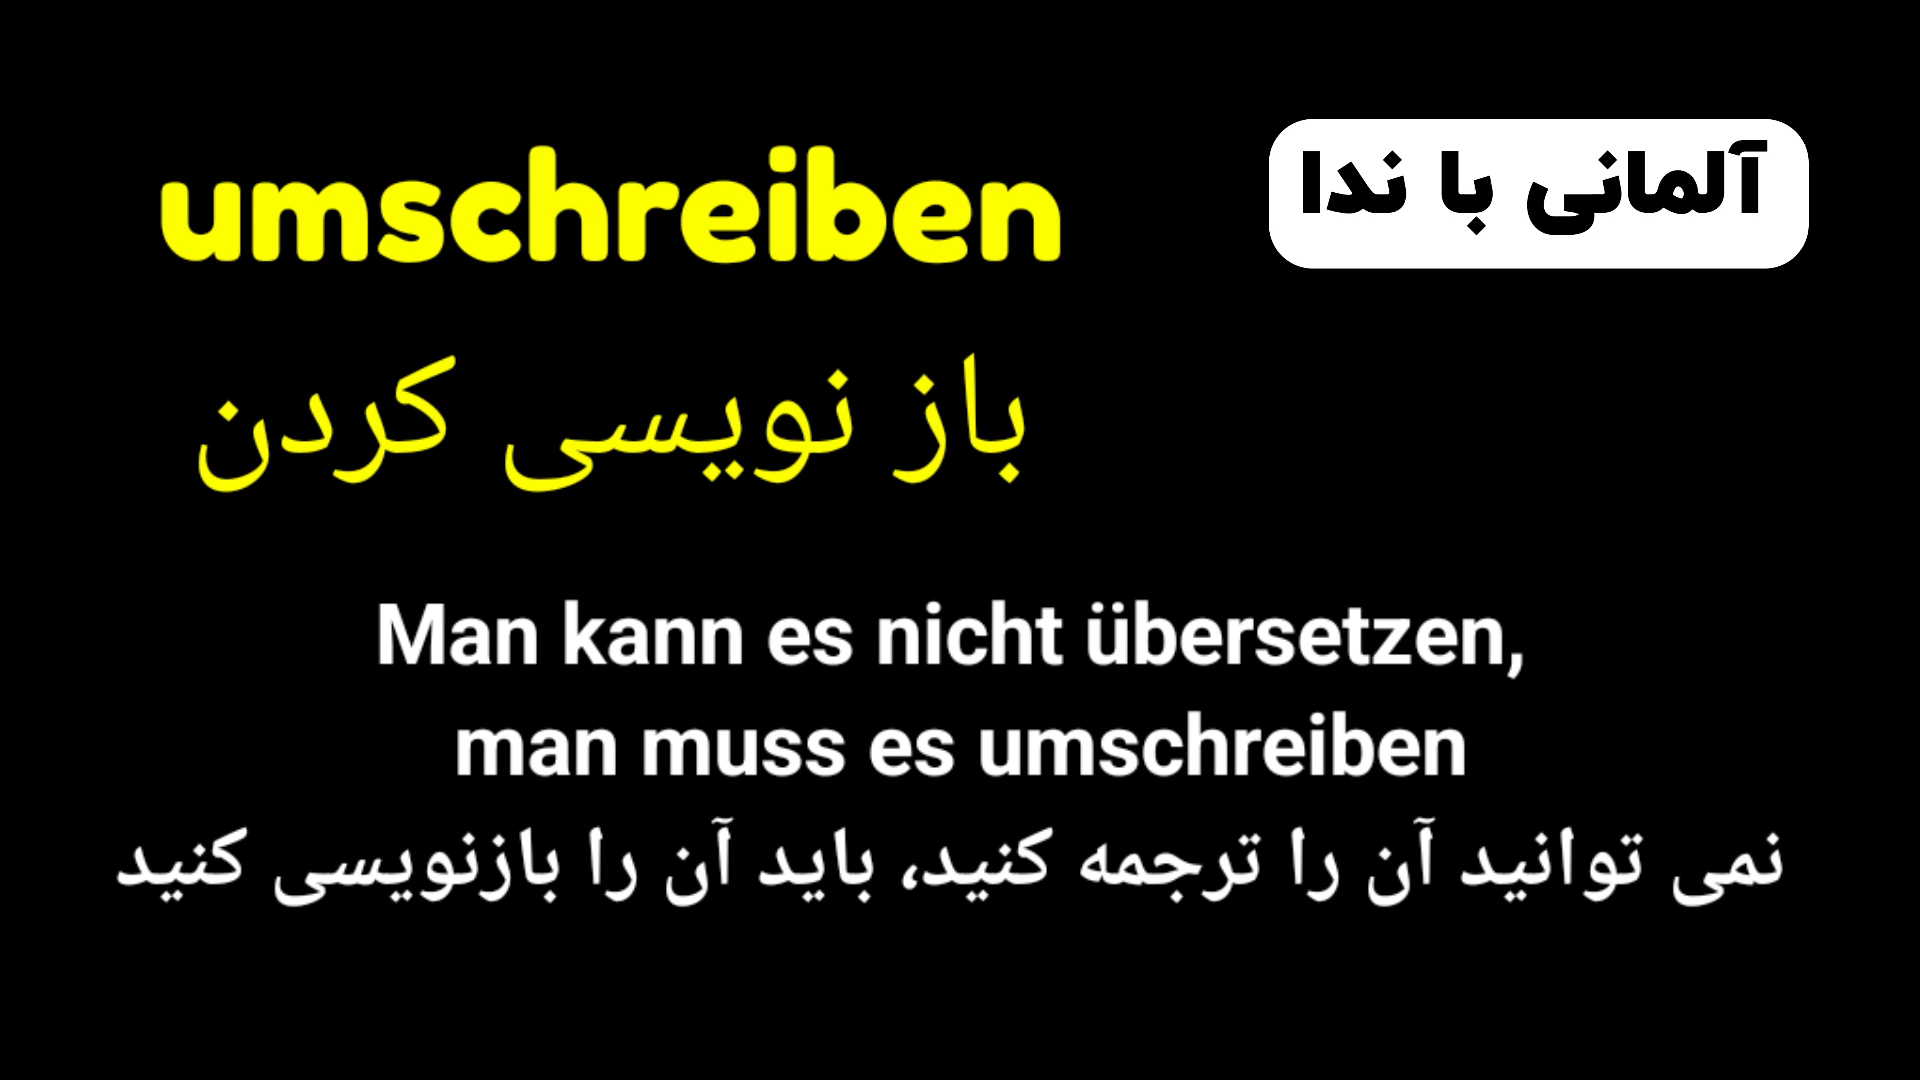 umschreiben
آلمانی با ندا
باز نویسی کردن
Man kann es nicht übersetzen,
man muss es umschreiben
نمی توانید آن را ترجمه کنید، باید آن را بازنویسی کنید